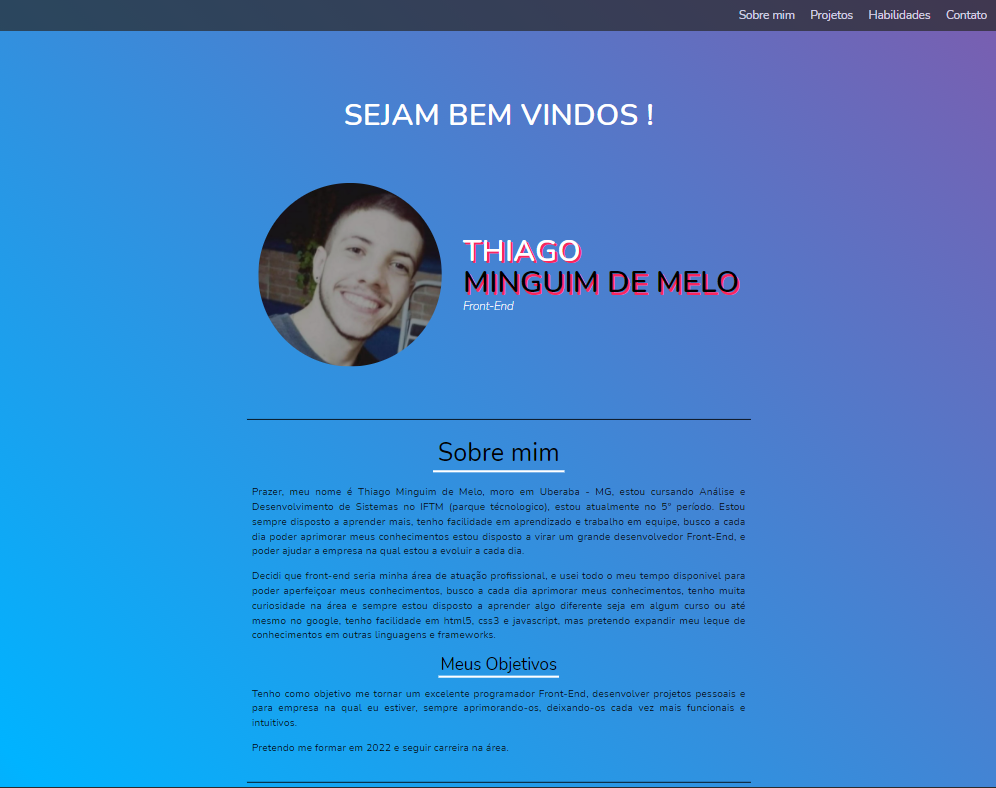 Sobre mim Projetos Habilidades Contato
SEJAM BEM VINDOS !
THIAGO
MINGUIM DE MELO
Front-End
Sobre mim
Prazer, meu nome é Thiago Minguim de Melo, moro em Uberaba - MG, estou cursando Análise e
Desenvolvimento de Sistemas no IFTM (parque técnologico), estou atualmente no 5° período. Estou
sempre disposto a aprender mais, tenho facilidade em aprendizado e trabalho em equipe, busco a cada
dia poder aprimorar meus conhecimentos estou disposto a virar um grande desenvolvedor Front-End, e
poder ajudar a empresa na qual estou a evoluir a cada dia.
Decidi que front-end seria minha área de atuação profissional, e usei todo o meu tempo disponivel para
poder aperfeiçoar meus conhecimentos, busco a cada dia aprimorar meus conhecimentos, tenho muita
curiosidade na área e sempre estou disposto a aprender algo diferente seja em algum curso ou até
mesmo no google, tenho facilidade em html5, css3 e javascript, mas pretendo expandir meu leque de
conhecimentos em outras linguagens e frameworks.
Meus Objetivos
Tenho como objetivo me tornar um excelente programador Front-End, desenvolver projetos pessoais e
para empresa na qual eu estiver, sempre aprimorando-os, deixando-os cada vez mais funcionais e
intuitivos.
Pretendo me formar em 2022 e seguir carreira na área.